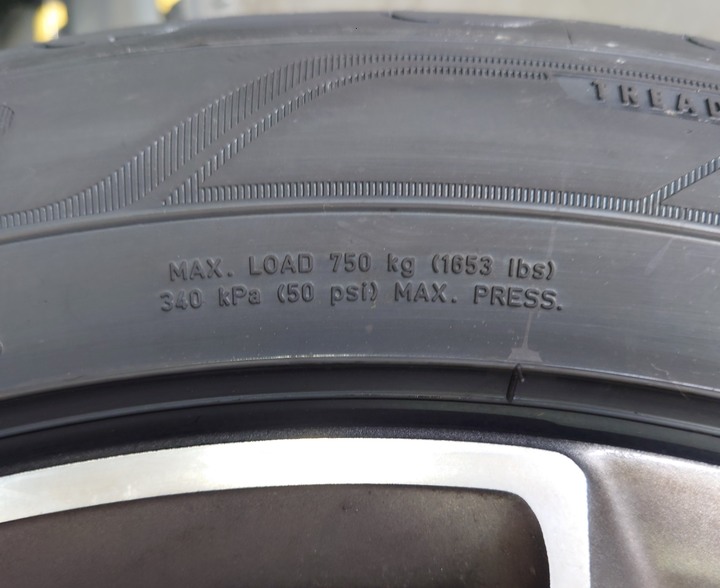 TREAD
MAX. LOAD 750 kg (1653 lbs)
340 kPa (50 psi) MAX. PRESS.